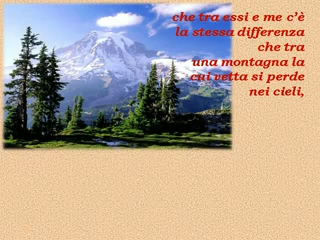 che tra essi e me c’è
la stessa differenza
che tra
una montagna la
cui vetta si perde
nei cieli,